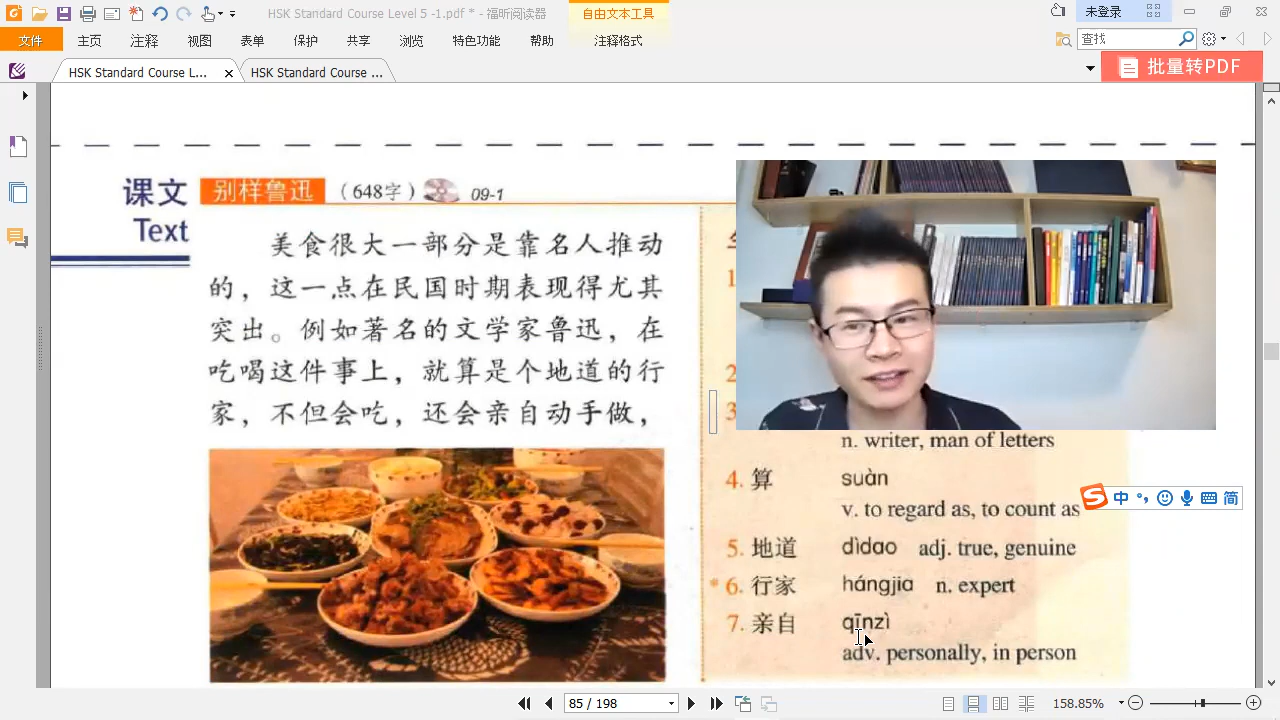 HSK Standard Course Level 5 -1.pdf * - 福昕阅读器
自由文本工具
未登录
文件
主页
注释
视图
表单
保护
共享
浏览
特色功能
帮助
注释格式
查找
HSK Standard Course L...
HSK Standard Course ...
批量转PDF
课文
Text
别样鲁迅
（648字）
09-1
美食很大一部分是靠名人推动
的，这一点在民国时期表现得尤其
突出。例如著名的文学家鲁迅，在
吃喝这件事上，就算是个地道的行
家，不但会吃，还会亲自动手做，
1
2
3
n. writer, man of letters
4. 算 suàn
v. to regard as, to count as
中
简
5. 地道 dìdao adj. true, genuine
*6. 行家 hángjia n. expert
7. 亲自 qīnzì
adv. personally, in person
85 / 198
158.85%